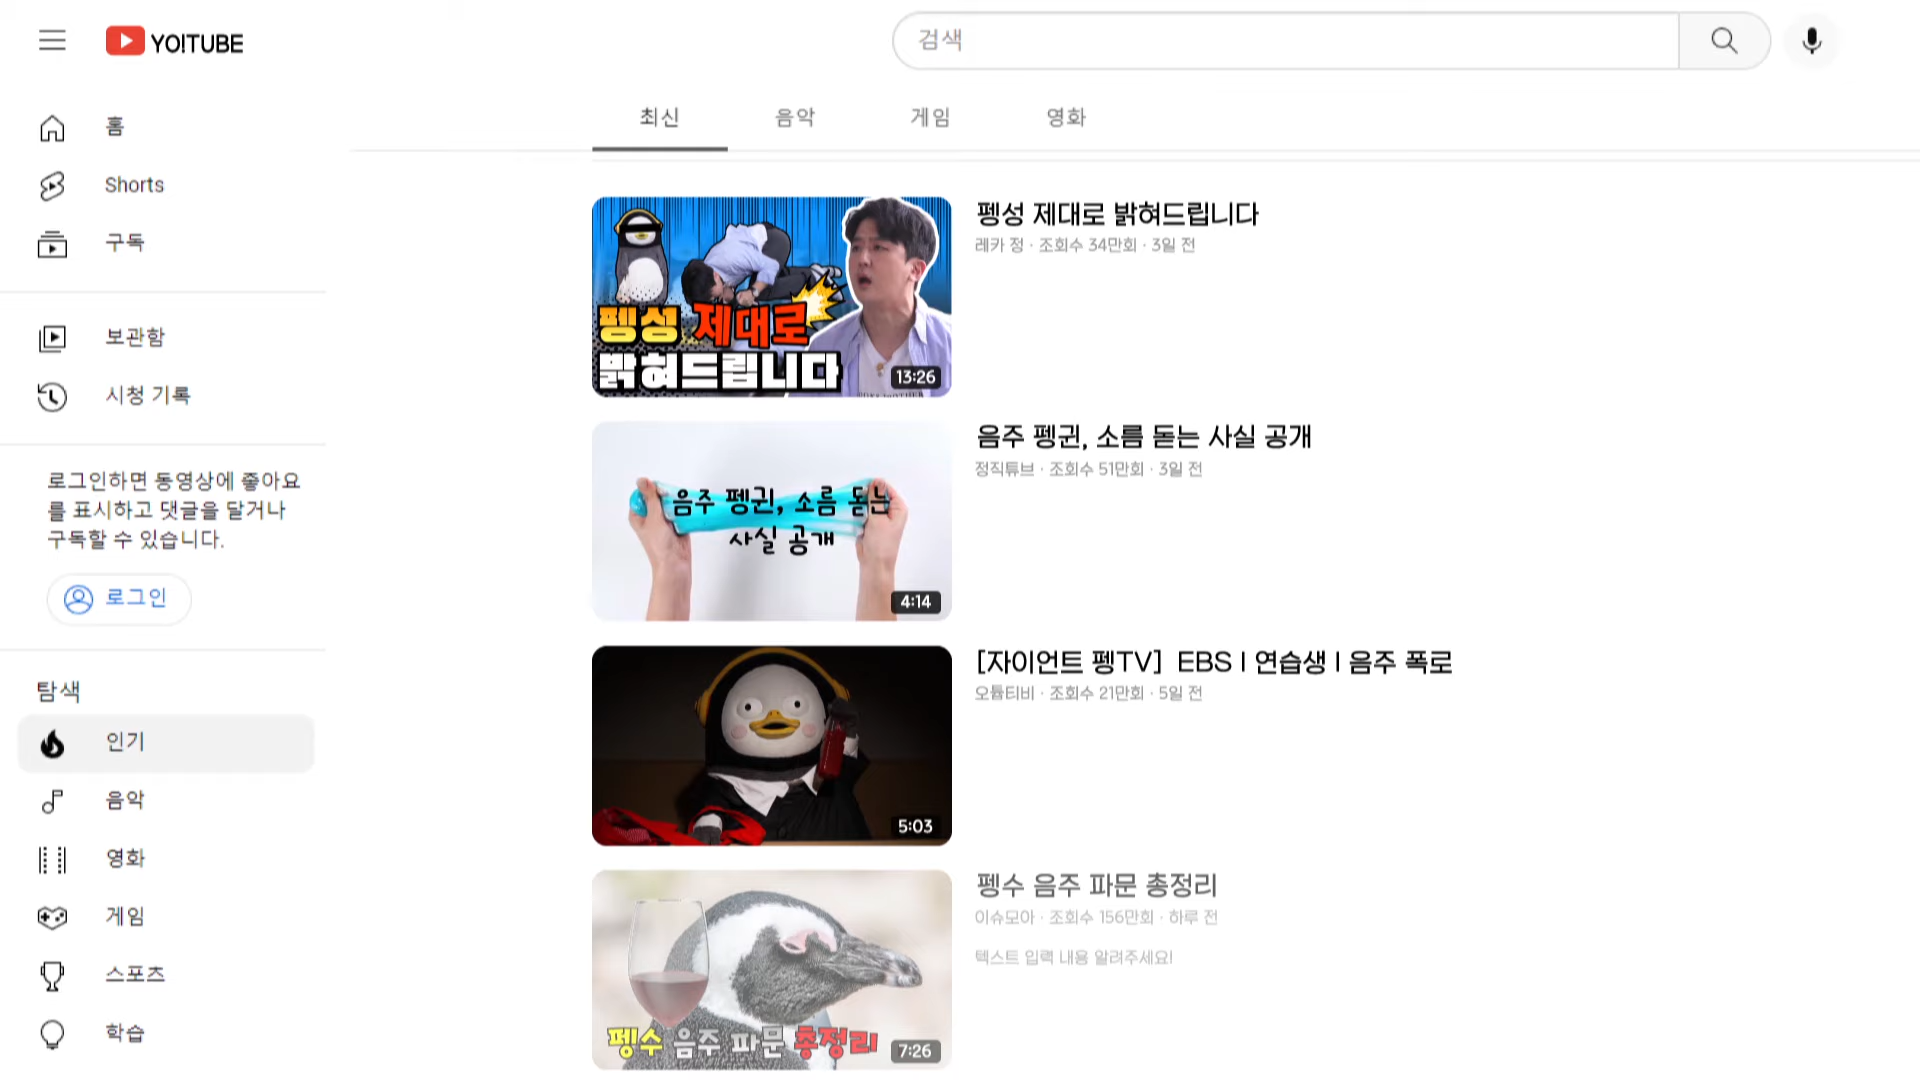 YO!TUBE
검색
홈
Shorts
구독
보관함
시청 기록
로그인하면 동영상에 좋아요
를 표시하고 댓글을 달거나
구독할 수 있습니다.
로그인
탐색
인기
음악
영화
게임
스포츠
학습
최신
음악
게임
영화
펭성 제대로
밝혀드립니다
13:26
펭성 제대로 밝혀드립니다
레카 정 · 조회수 34만회 · 3일 전
음주 펭귄, 소름 돋는
사실 공개
4:14
음주 펭귄, 소름 돋는 사실 공개
정직튜브 · 조회수 51만회 · 3일 전
5:03
[자이언트 펭TV] EBS I 연습생 I 음주 폭로
오듈티비 · 조회수 21만회 · 5일 전
펭수 음주 파문 총정리
7:26
펭수 음주 파문 총정리
이슈모아 · 조회수 156만회 · 하루 전
텍스트 입력 내용 알려주세요!